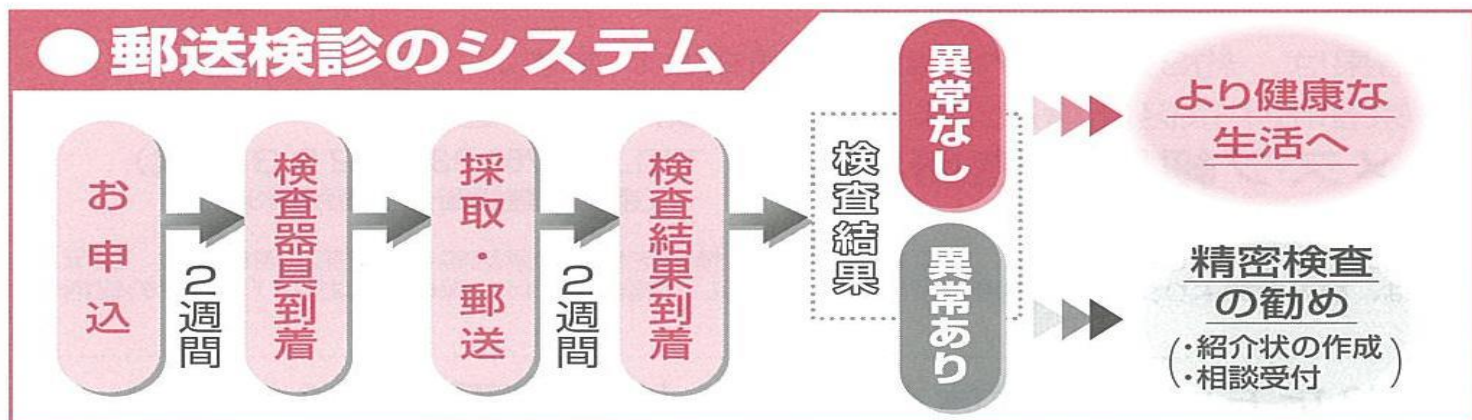 ●郵送検診のシステム
お申込
2週間
検査器具到着
採取・郵送
2週間
検査結果到着
検査結果
異常なし
より健康な
生活へ
異常あり
精密検査
の勧め
(・紹介状の作成
・相談受付)